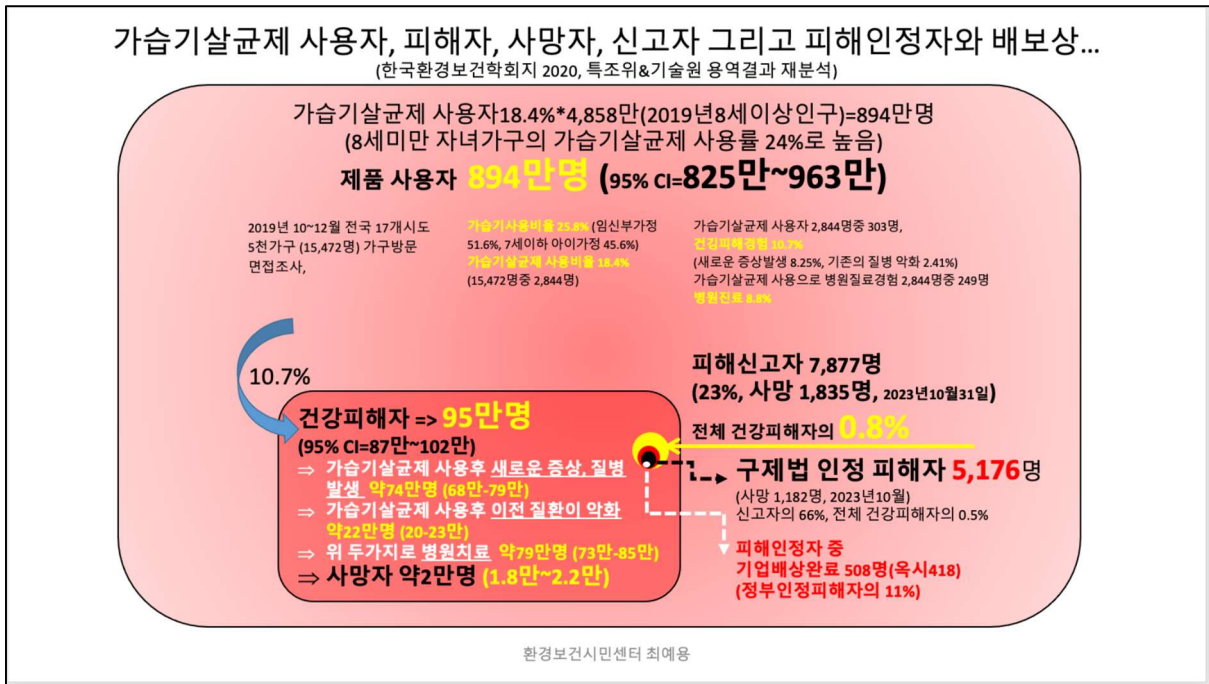 가습기살균제 사용자, 피해자, 사망자, 신고자 그리고 피해인정자와 배보상...
(한국환경보건학회지 2020, 특조위&기술원 용역결과 재분석)
가습기살균제 사용자18.4%*4,858만(2019년8세이상인구)=894만명
(8세미만 자녀가구의 가습기살균제 사용률 24%로 높음)
제품 사용자 894만명 (95% CI=825만~963만)
2019년 10~12월 전국 17개시도
5천가구 (15,472명) 가구방문
면접조사,
가습기사용비율 25.8% (임신부가정
51.6%, 7세이하 아이가정 45.6%)
가습기살균제 사용비율 18.4%
(15,472명중 2,844명)
가습기살균제 사용자 2,844명중 303명,
건강피해경험 10.7%
(새로운 증상발생 8.25%, 기존의 질병 악화 2.41%)
가습기살균제 사용으로 병원질료경험 2,844명중 249명
병원진료 8.8%
10.7%
건강피해자 => 95만명
(95% CI=87만~102만)
⇒ 가습기살균제 사용후 새로운 증상, 질병
발생 약74만명 (68만-79만)
⇒ 가습기살균제 사용후 이전 질환이 악화
약22만명 (20-23만)
⇒ 위 두가지로 병원치료 약79만명 (73만-85만)
⇒ 사망자 약2만명 (1.8만~2.2만)
피해신고자 7,877명
(23%, 사망 1,835명, 2023년10월31일)
전체 건강피해자의 0.8%
구제법 인정 피해자 5,176명
(사망 1,182명, 2023년10월)
신고자의 66%, 전체 건강피해자의 0.5%
피해인정자 중
기업배상완료 508명(옥시418)
(정부인정피해자의 11%)
환경보건시민센터 최예용